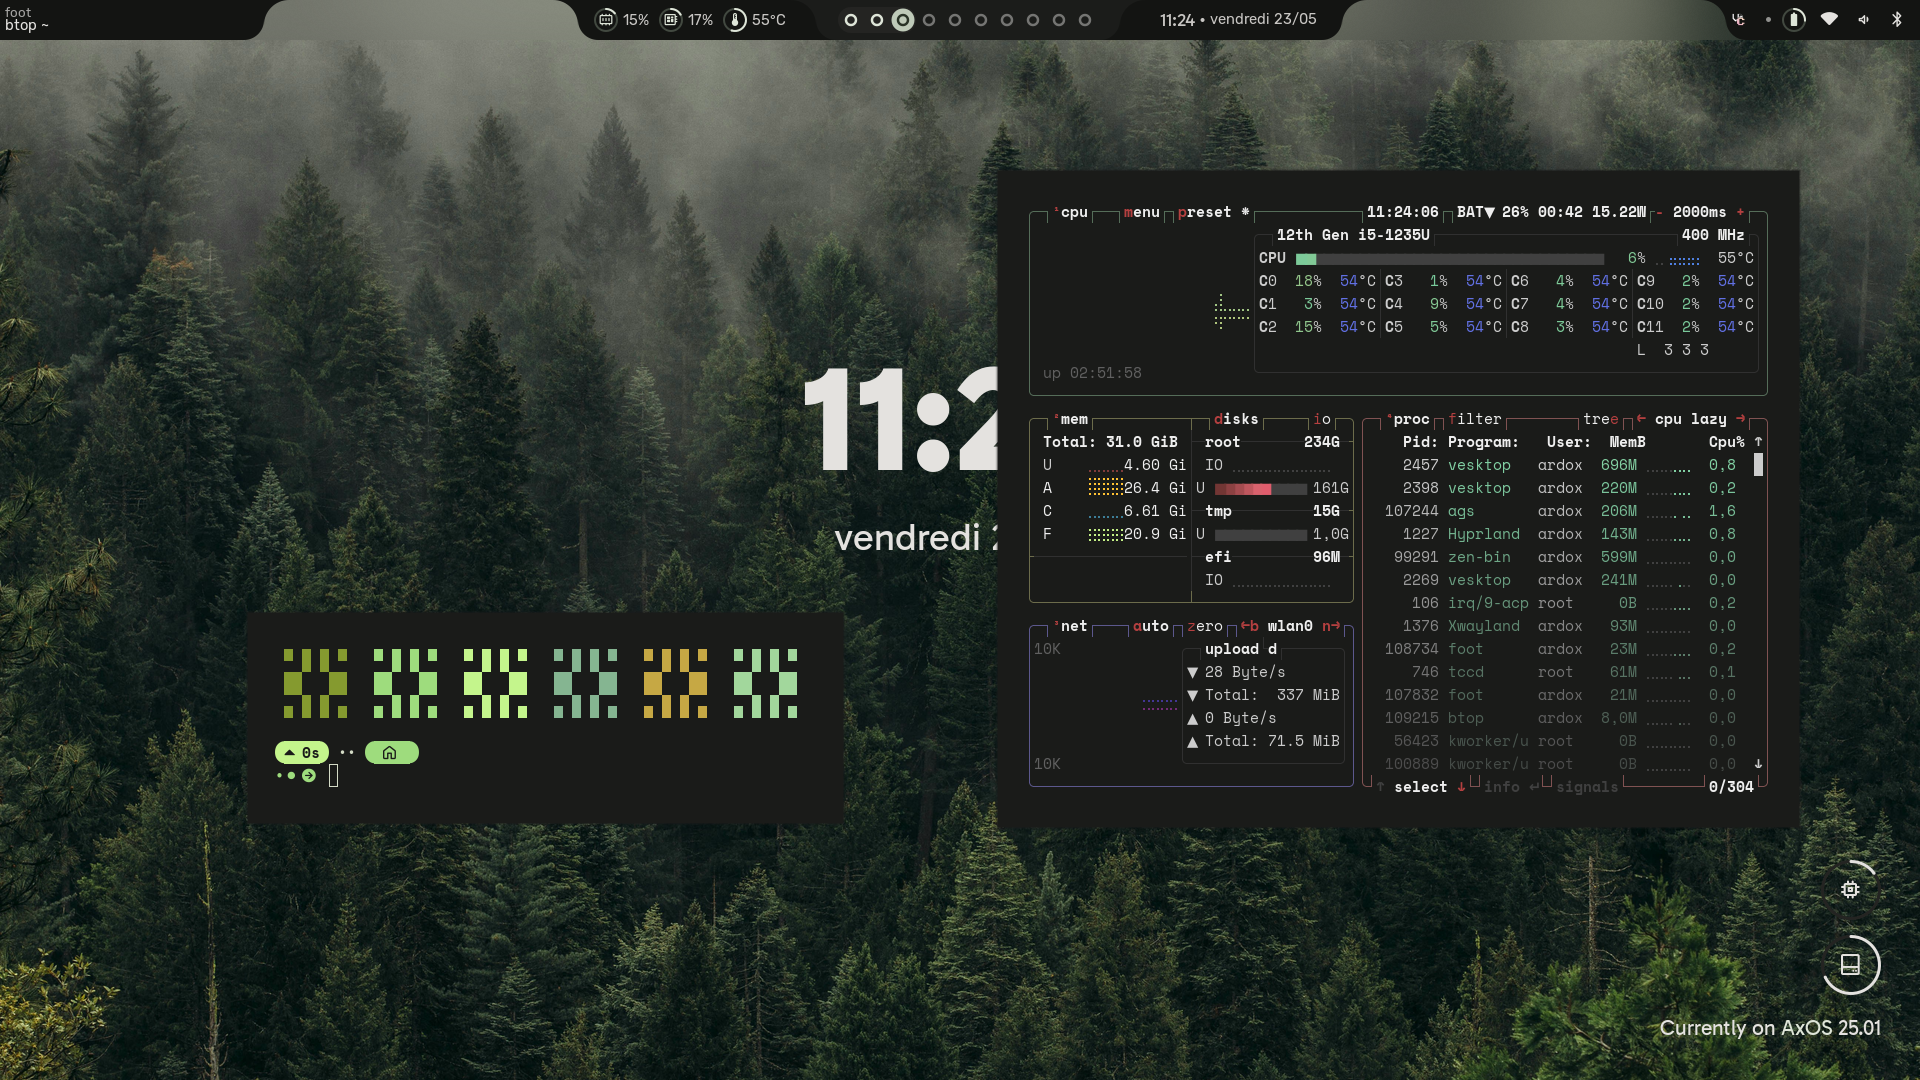 foot
btop ~
15% 17% 55°C
11:24 • vendredi 23/05
11:2
vendredi 2
0s
¹cpu menu preset * 11:24:06 BAT▼ 26% 00:42 15.22W - 2000ms +
12th Gen i5-1235U 400 MHz
CPU 6% 55°C
C0 18% 54°C C3 1% 54°C C6 4% 54°C C9 2% 54°C
C1 3% 54°C C4 9% 54°C C7 4% 54°C C10 2% 54°C
C2 15% 54°C C5 5% 54°C C8 3% 54°C C11 2% 54°C
L 3 3 3
up 02:51:58
²mem disks io
Total: 31.0 GiB root 234G
U 4.60 Gi IO
A 26.4 Gi U 161G
C 6.61 Gi tmp 15G
F 20.9 Gi U 1,0G
efi 96M
IO
³net auto zero ←b wlan0 n→
10K upload d
▼ 28 Byte/s
▼ Total: 337 MiB
▲ 0 Byte/s
▲ Total: 71.5 MiB
10K
⁴proc filter tree ← cpu lazy →
Pid: Program: User: MemB Cpu% ↑
2457 vesktop ardox 696M 0,8
2398 vesktop ardox 220M 0,2
107244 ags ardox 206M 1,6
1227 Hyprland ardox 143M 0,8
99291 zen-bin ardox 599M 0,0
2269 vesktop ardox 241M 0,0
106 irq/9-acp root 0B 0,2
1376 Xwayland ardox 93M 0,0
108734 foot ardox 23M 0,2
746 tccd root 61M 0,1
107832 foot ardox 21M 0,0
109215 btop ardox 8,0M 0,0
56423 kworker/u root 0B 0,0
100889 kworker/u root 0B 0,0 ↓
↑ select ↓ info ↵ signals 0/304
Currently on AxOS 25.01